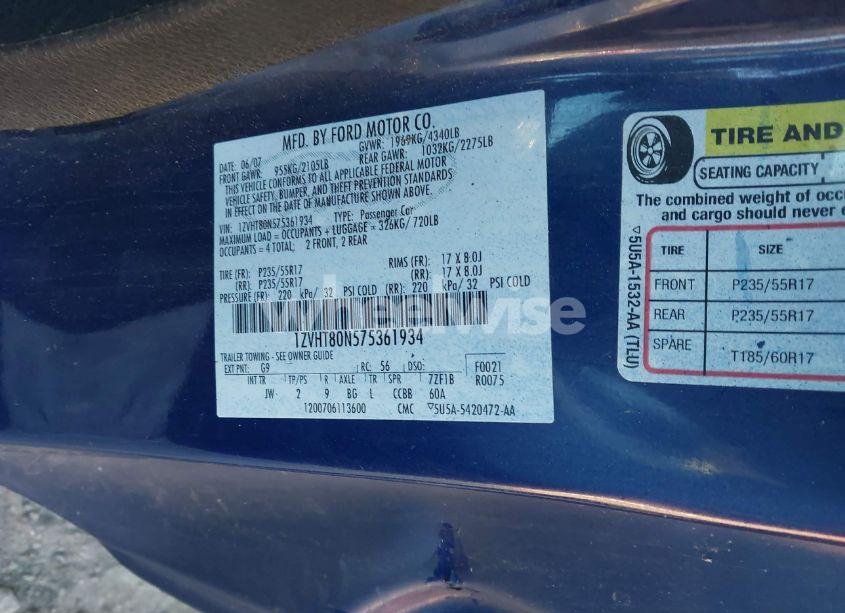 MFD. BY FORD MOTOR CO.
DATE: 06/07 GVWR: 1969KG/4340LB
FRONT GAWR: 955KG/2105LB REAR GAWR: 1032KG/2275LB
THIS VEHICLE CONFORMS TO ALL APPLICABLE FEDERAL MOTOR
VEHICLE SAFETY, BUMPER, AND THEFT PREVENTION STANDARDS
IN EFFECT ON THE DATE OF MANUFACTURE SHOWN ABOVE.
VIN: 1ZVHT80N575361934 TYPE: Passenger Car
MAXIMUM LOAD = OCCUPANTS + LUGGAGE = 326KG/ 720LB
OCCUPANTS = 4 TOTAL; 2 FRONT, 2 REAR
TIRE (FR): P235/55R17 RIMS (FR): 17 X 8.0J
(RR): P235/55R17 (RR): 17 X 8.0J
PRESSURE (FR): 220 kPa/ 32 PSI COLD (RR): 220 kPa/ 32 PSI COLD
1ZVHT80N575361934
TRAILER TOWING - SEE OWNER GUIDE
EXT PNT: G9 RC: 56 DSO: F0021
INT TR TP/PS R AXLE TR SPR 7ZF1B R0075
JW 2 9 BG L CCBB 60A
1200706113600 CMC ▽5U5A-5420472-AA
wheelwise
TIRE AND
SEATING CAPACITY
The combined weight of occ
and cargo should never e
▽5U5A-1532-AA (TLU)
TIRE SIZE
FRONT P235/55R17
REAR P235/55R17
SPARE T185/60R17